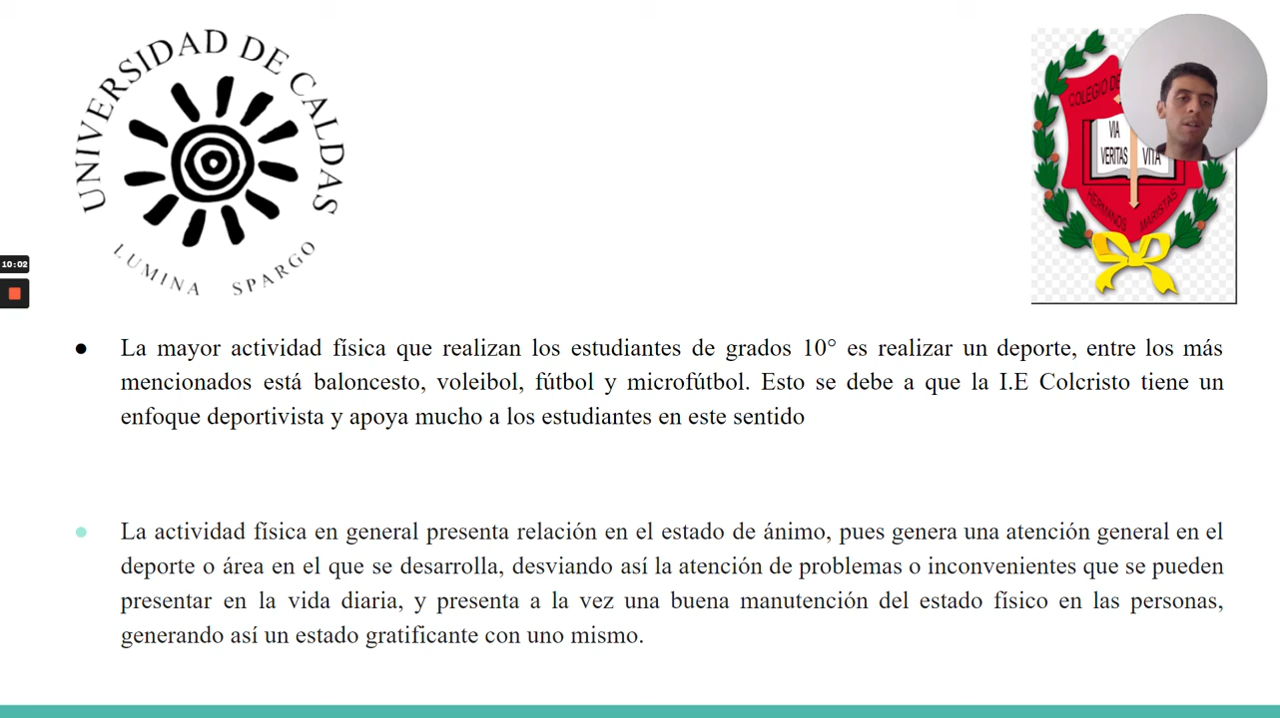 UNIVERSIDAD DE CALDAS
LUMINA SPARGO
COLEGIO DE
VIA
VERITAS VITA
HERMANOS MARISTAS
10:02
● La mayor actividad física que realizan los estudiantes de grados 10° es realizar un deporte, entre los más
mencionados está baloncesto, voleibol, fútbol y microfútbol. Esto se debe a que la I.E Colcristo tiene un
enfoque deportivista y apoya mucho a los estudiantes en este sentido
● La actividad física en general presenta relación en el estado de ánimo, pues genera una atención general en el
deporte o área en el que se desarrolla, desviando así la atención de problemas o inconvenientes que se pueden
presentar en la vida diaria, y presenta a la vez una buena manutención del estado físico en las personas,
generando así un estado gratificante con uno mismo.